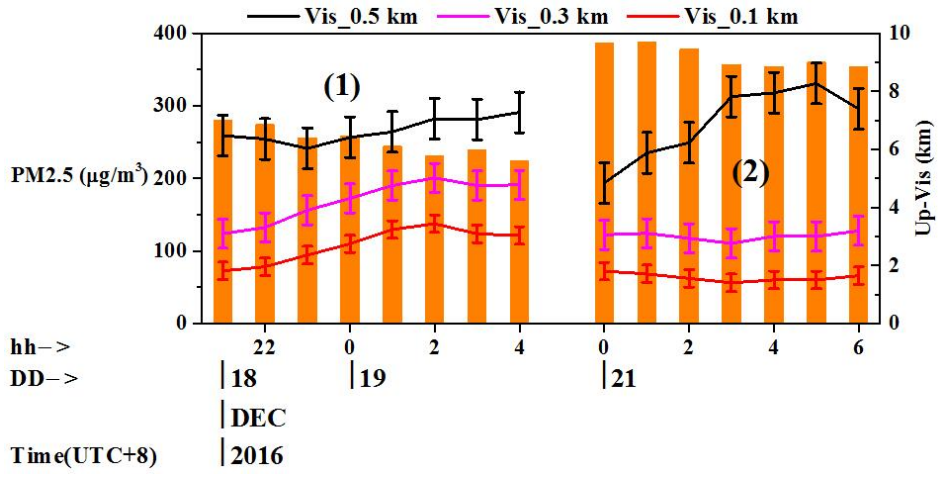 Vis_0.5 km Vis_0.3 km Vis_0.1 km
400 10
(1)
300 8
PM2.5 (μg/m³) 6 Up-Vis (km)
200 (2)
4
100
2
0 0
hh–> 22 0 2 4 0 2 4 6
DD–> 18 19 21
DEC
Time(UTC+8) 2016